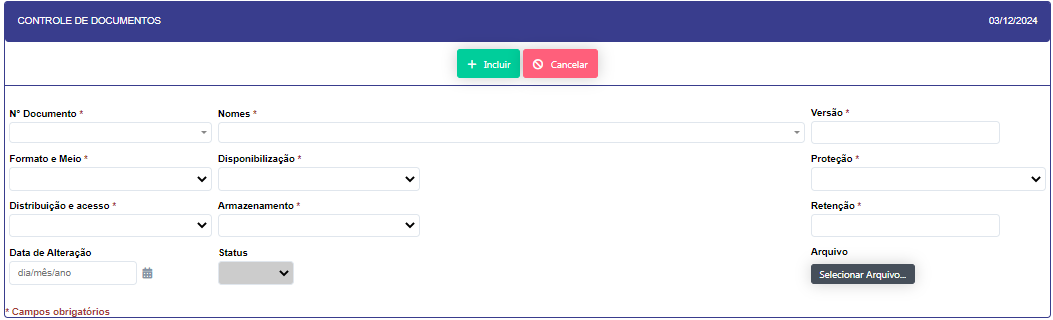 CONTROLE DE DOCUMENTOS 03/12/2024
Incluir Cancelar
N° Documento * Nomes * Versão *
Formato e Meio * Disponibilização * Proteção *
Distribuição e acesso * Armazenamento * Retenção *
Data de Alteração Status Arquivo
dia/mês/ano Selecionar Arquivo...
* Campos obrigatórios